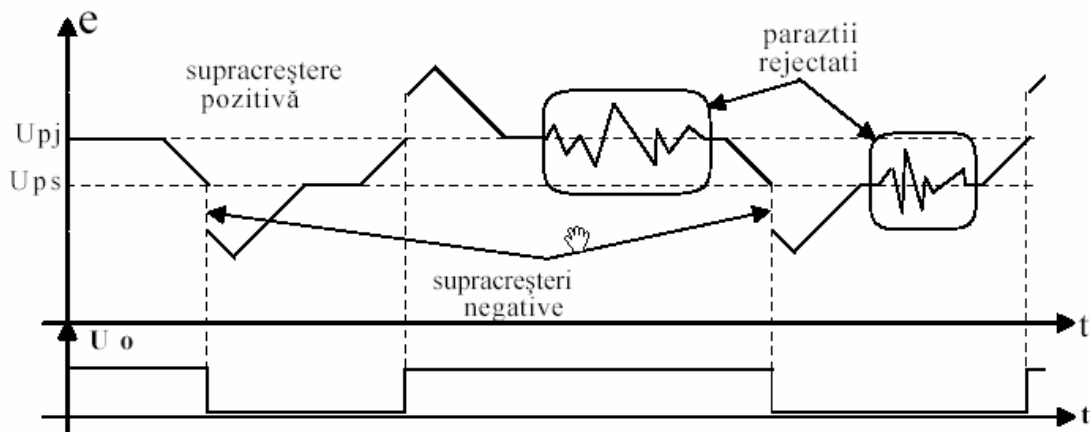 e
paraztii
rejectati
supracreştere
pozitivă
Upj
Ups
supracreşteri
negative
t
U o
t